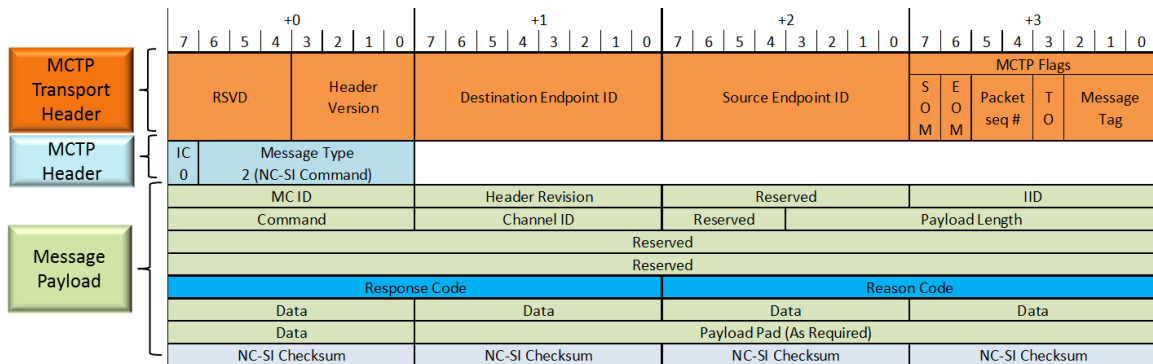 +0 +1 +2 +3
7 6 5 4 3 2 1 0 7 6 5 4 3 2 1 0 7 6 5 4 3 2 1 0 7 6 5 4 3 2 1 0
MCTP Transport Header
RSVD
Header Version
Destination Endpoint ID
Source Endpoint ID
MCTP Flags
SOM
EOM
Packet seq #
TO
Message Tag
MCTP Header
IC 0
Message Type 2 (NC-SI Command)
Message Payload
MC ID Header Revision Reserved IID
Command Channel ID Reserved Payload Length
Reserved
Reserved
Response Code Reason Code
Data Data Data Data
Data Payload Pad (As Required)
NC-SI Checksum NC-SI Checksum NC-SI Checksum NC-SI Checksum